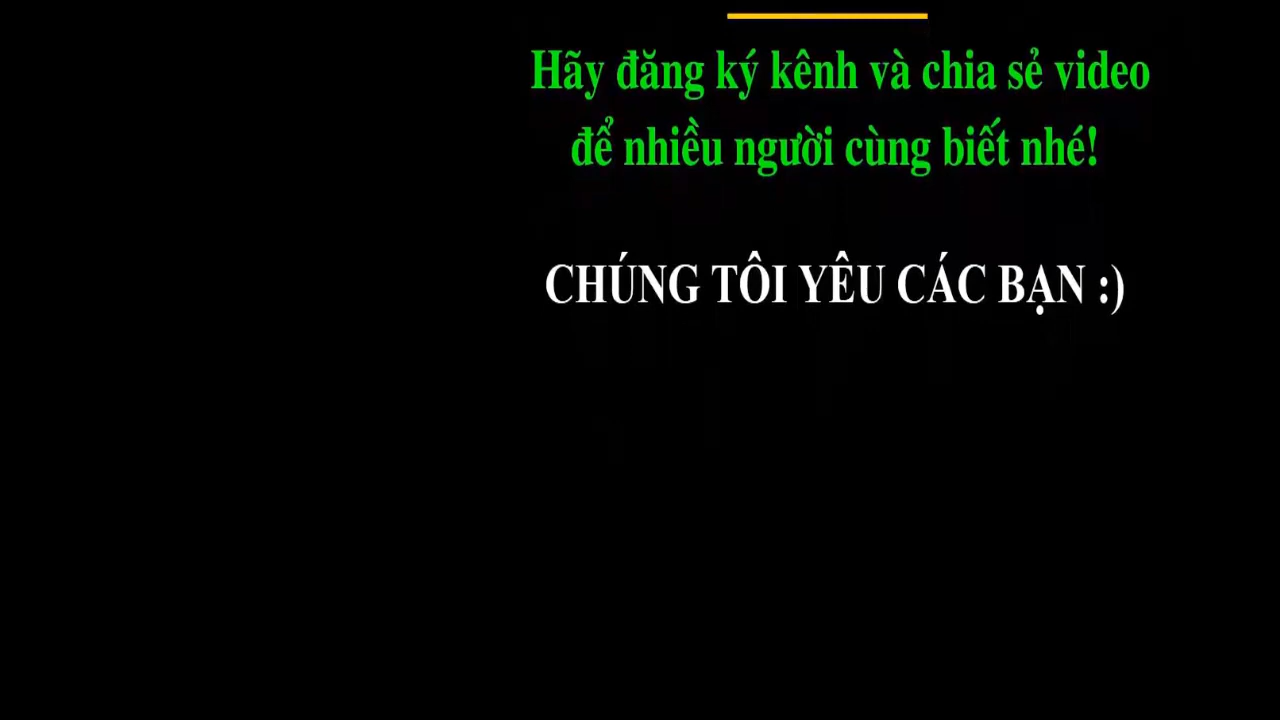 Hãy đăng ký kênh và chia sẻ video
để nhiều người cùng biết nhé!
CHÚNG TÔI YÊU CÁC BẠN :)